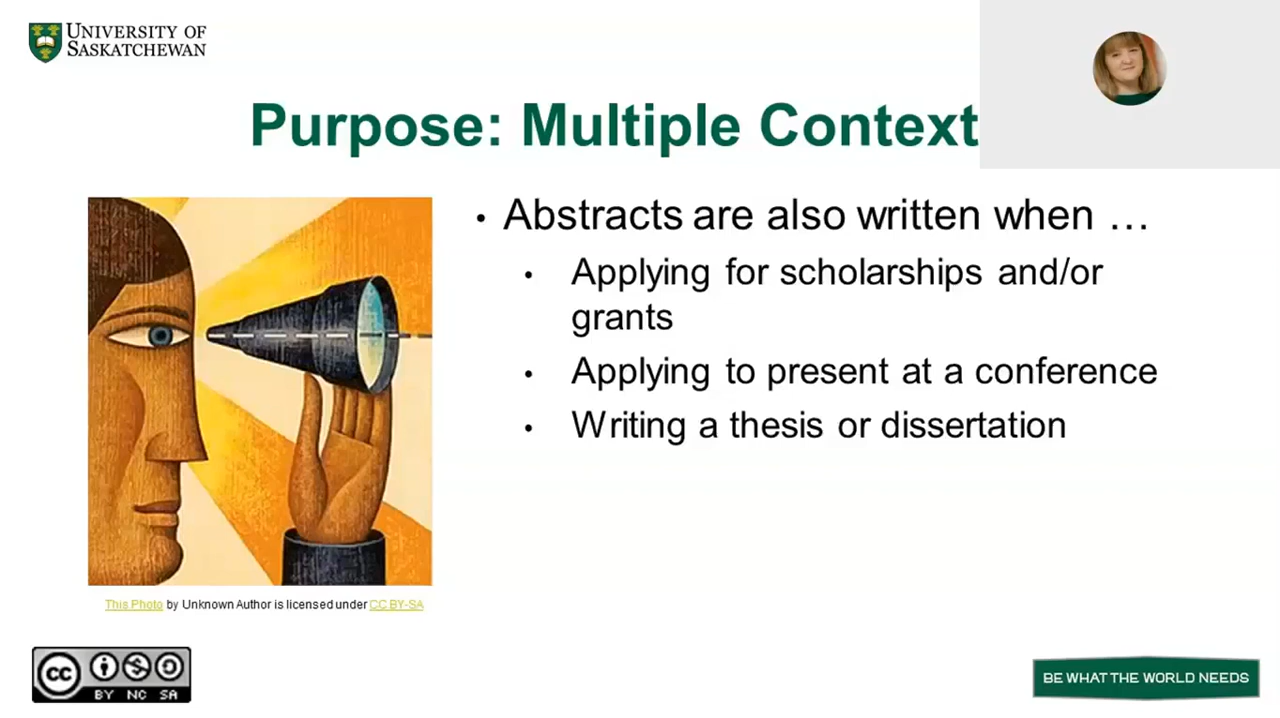 UNIVERSITY OF
SASKATCHEWAN
Purpose: Multiple Context
• Abstracts are also written when …
• Applying for scholarships and/or
grants
• Applying to present at a conference
• Writing a thesis or dissertation
This Photo by Unknown Author is licensed under CC BY-SA
cc
BY NC SA
BE WHAT THE WORLD NEEDS